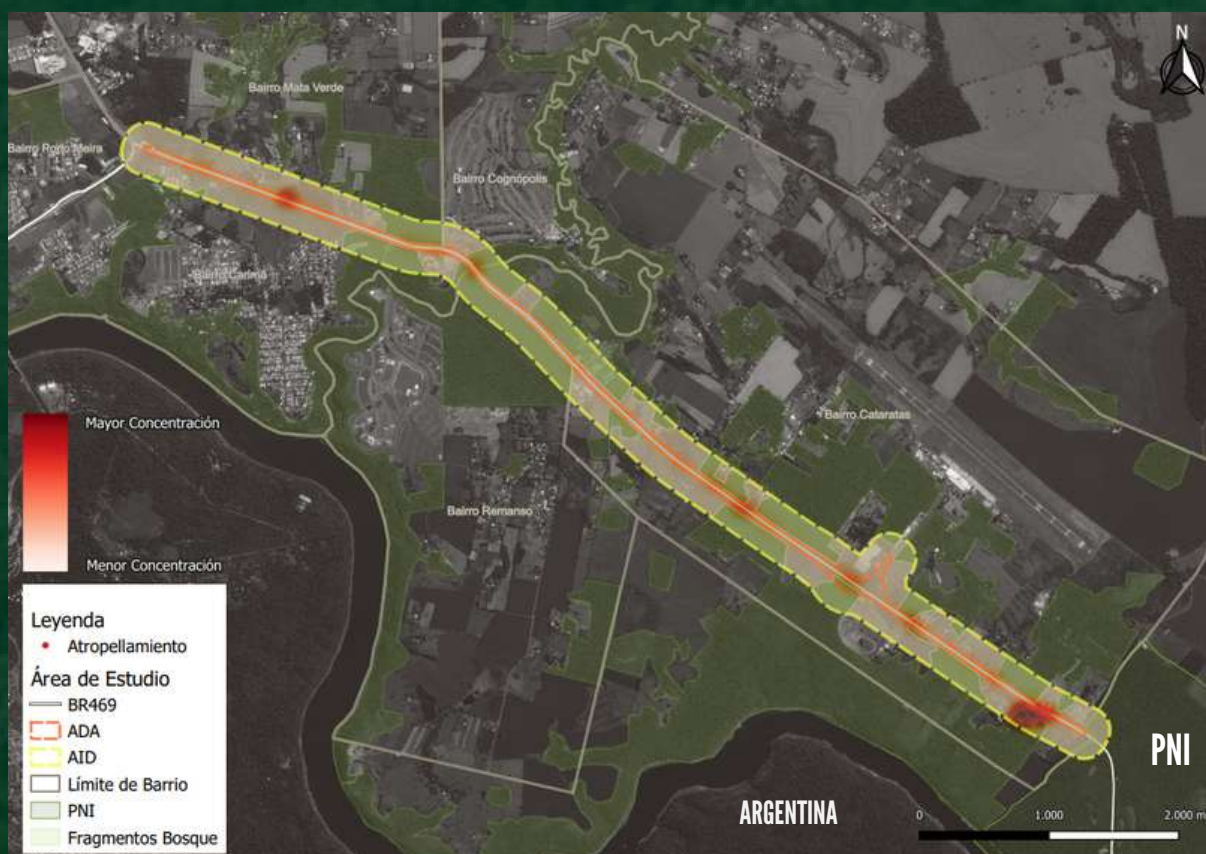 N
Bairro Mata Verde
Bairro Porto Meira
Bairro Cognópolis
Bairro Carimã
Bairro Cataratas
Bairro Remanso
Mayor Concentración
Menor Concentración
Leyenda
Atropellamiento
Área de Estudio
BR469
ADA
AID
Límite de Barrio
PNI
Fragmentos Bosque
PNI
ARGENTINA
0 1.000 2.000 m